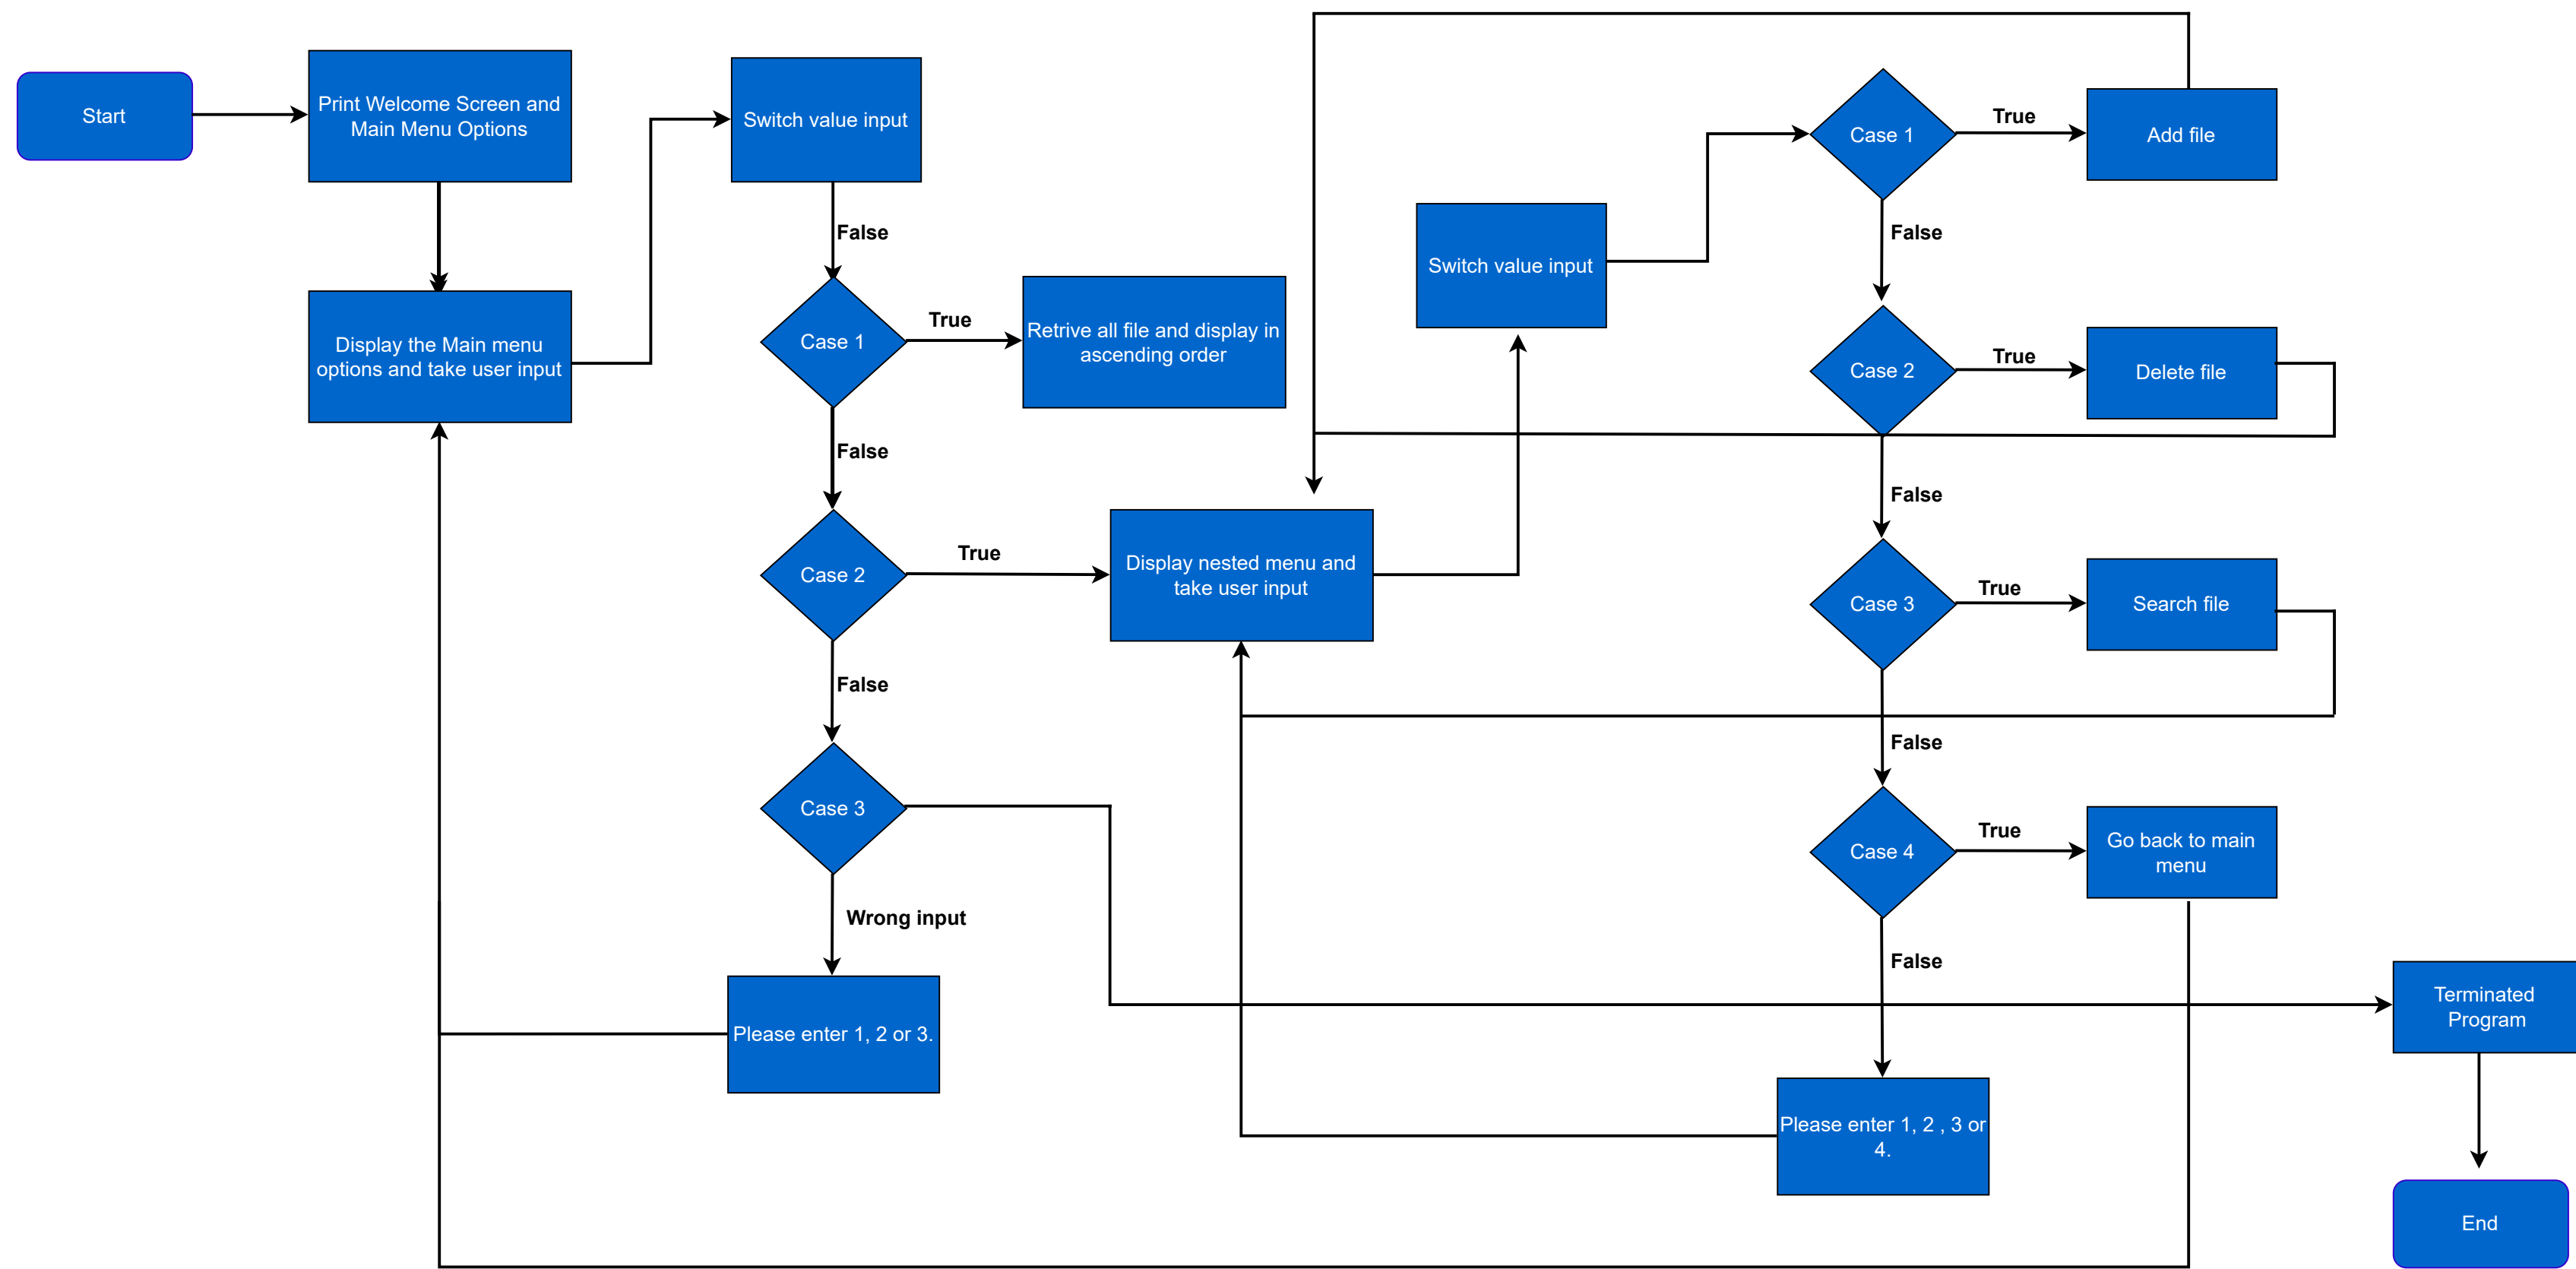 Start
Print Welcome Screen and
Main Menu Options
Display the Main menu
options and take user input
Switch value input
False
Case 1
True
Retrive all file and display in
ascending order
False
Case 2
True
Display nested menu and
take user input
False
Case 3
Wrong input
Please enter 1, 2 or 3.
Switch value input
Case 1
True
Add file
False
Case 2
True
Delete file
False
Case 3
True
Search file
False
Case 4
True
Go back to main
menu
False
Please enter 1, 2 , 3 or
4.
Terminated
Program
End